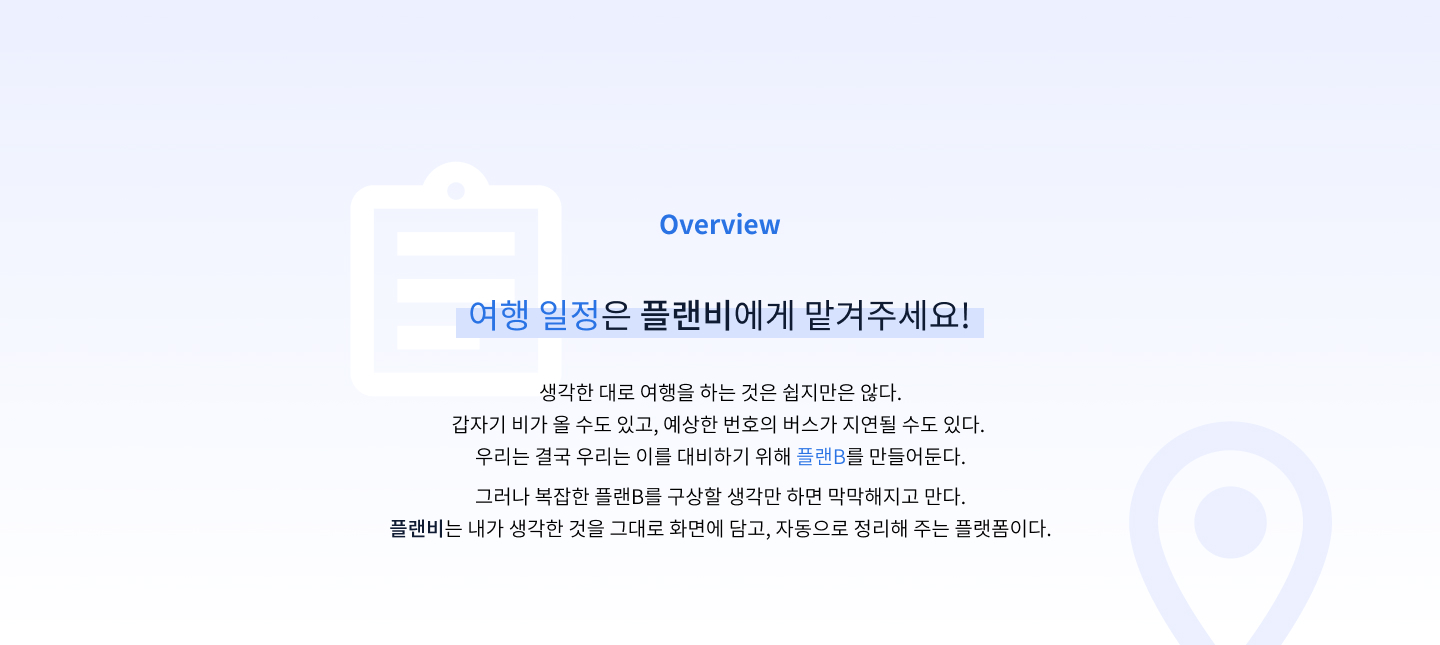 Overview
여행 일정은 플랜비에게 맡겨주세요!
생각한 대로 여행을 하는 것은 쉽지만은 않다.
갑자기 비가 올 수도 있고, 예상한 번호의 버스가 지연될 수도 있다.
우리는 결국 우리는 이를 대비하기 위해 플랜B를 만들어둔다.
그러나 복잡한 플랜B를 구상할 생각만 하면 막막해지고 만다.
플랜비는 내가 생각한 것을 그대로 화면에 담고, 자동으로 정리해 주는 플랫폼이다.